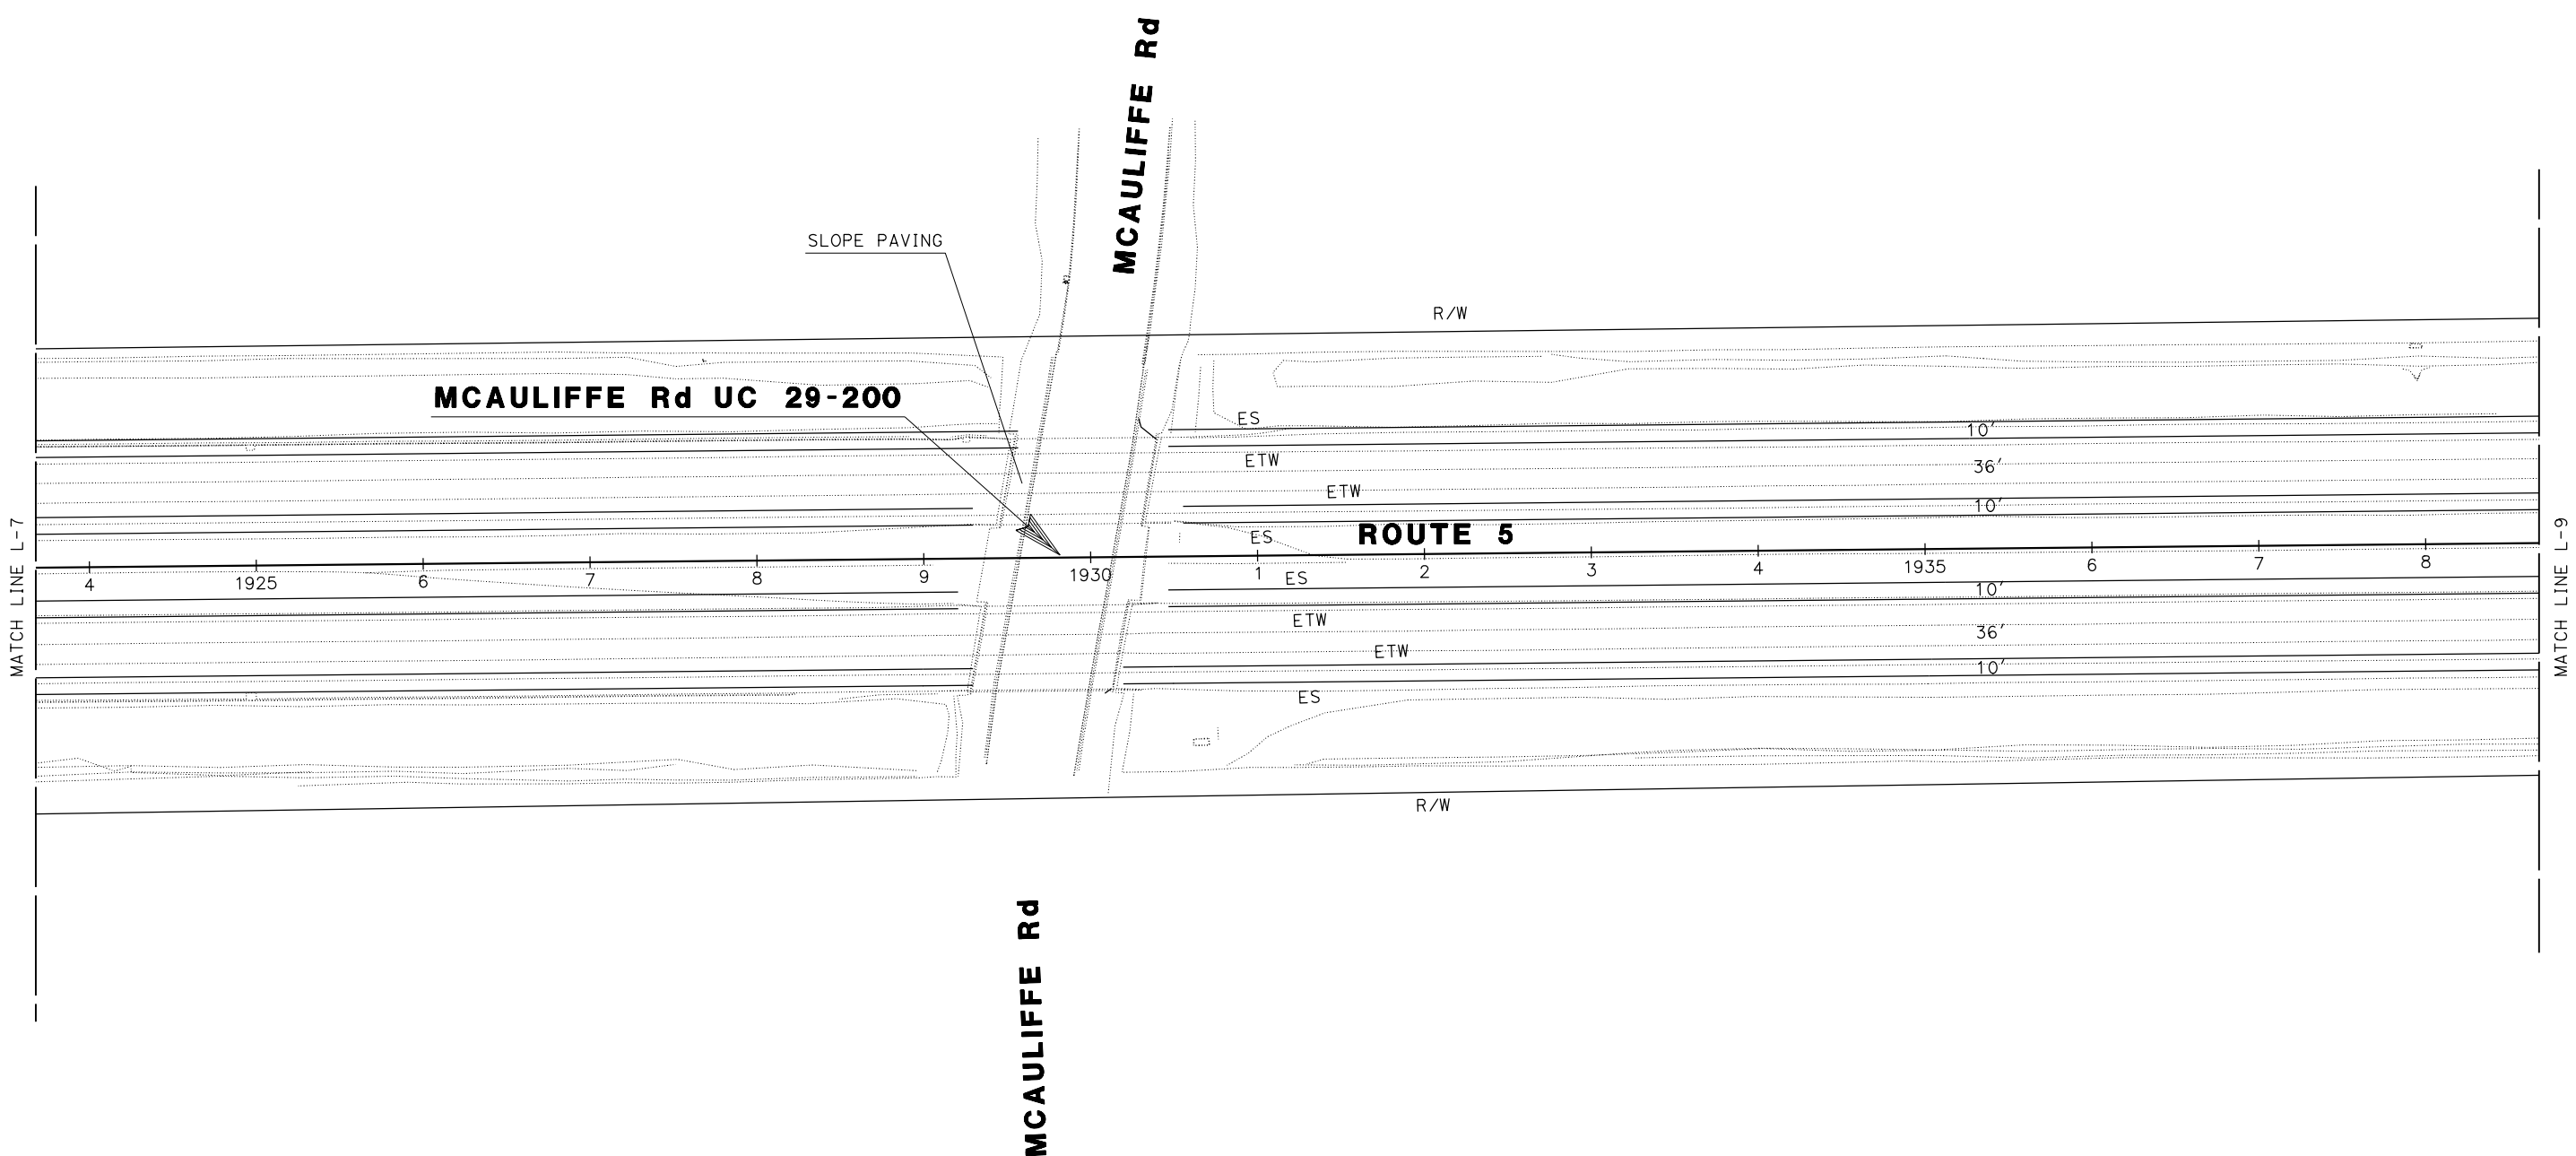 MCAULIFFE Rd
SLOPE PAVING
R/W
MCAULIFFE Rd UC 29-200
ES
10'
ETW
36'
ETW
10'
ROUTE 5
ES
MATCH LINE L-7
MATCH LINE L-9
4 1925 6 7 8 9 1930 1 2 3 4 1935 6 7 8
ES
10'
ETW
36'
ETW
10'
ES
R/W
MCAULIFFE Rd